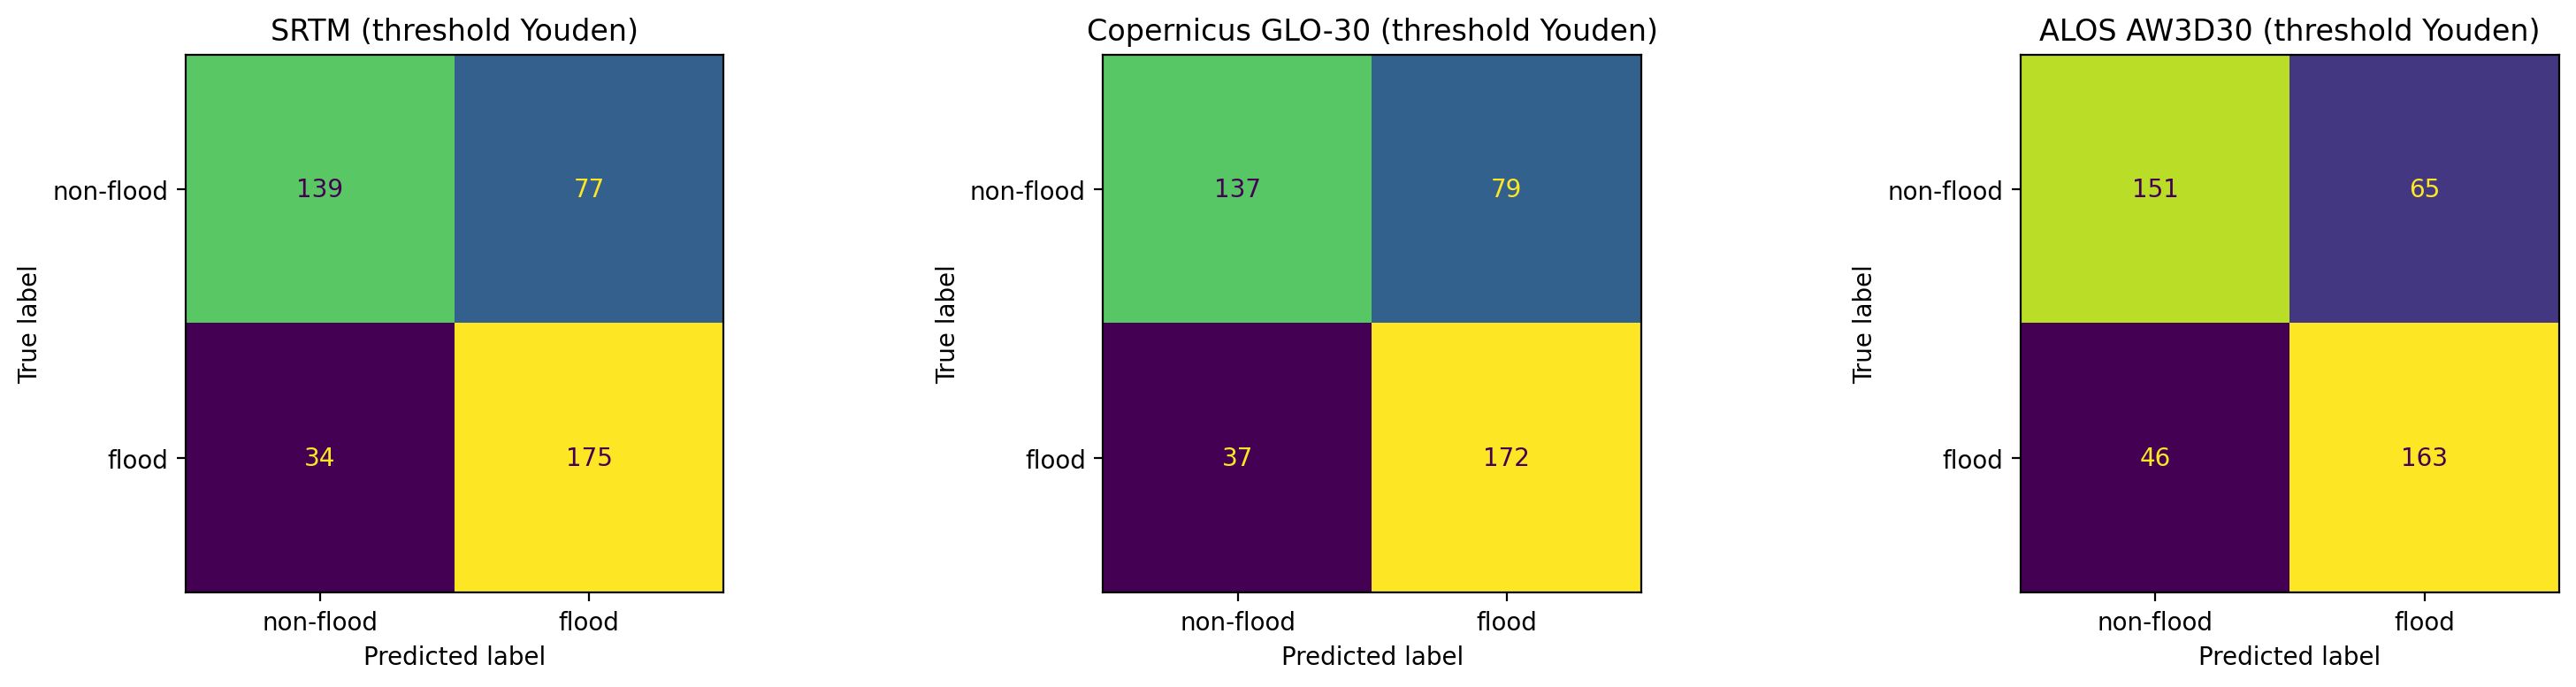 SRTM (threshold Youden)
True label
non-flood
139
77
flood
34
175
non-flood
flood
Predicted label
Copernicus GLO-30 (threshold Youden)
True label
non-flood
137
79
flood
37
172
non-flood
flood
Predicted label
ALOS AW3D30 (threshold Youden)
True label
non-flood
151
65
flood
46
163
non-flood
flood
Predicted label